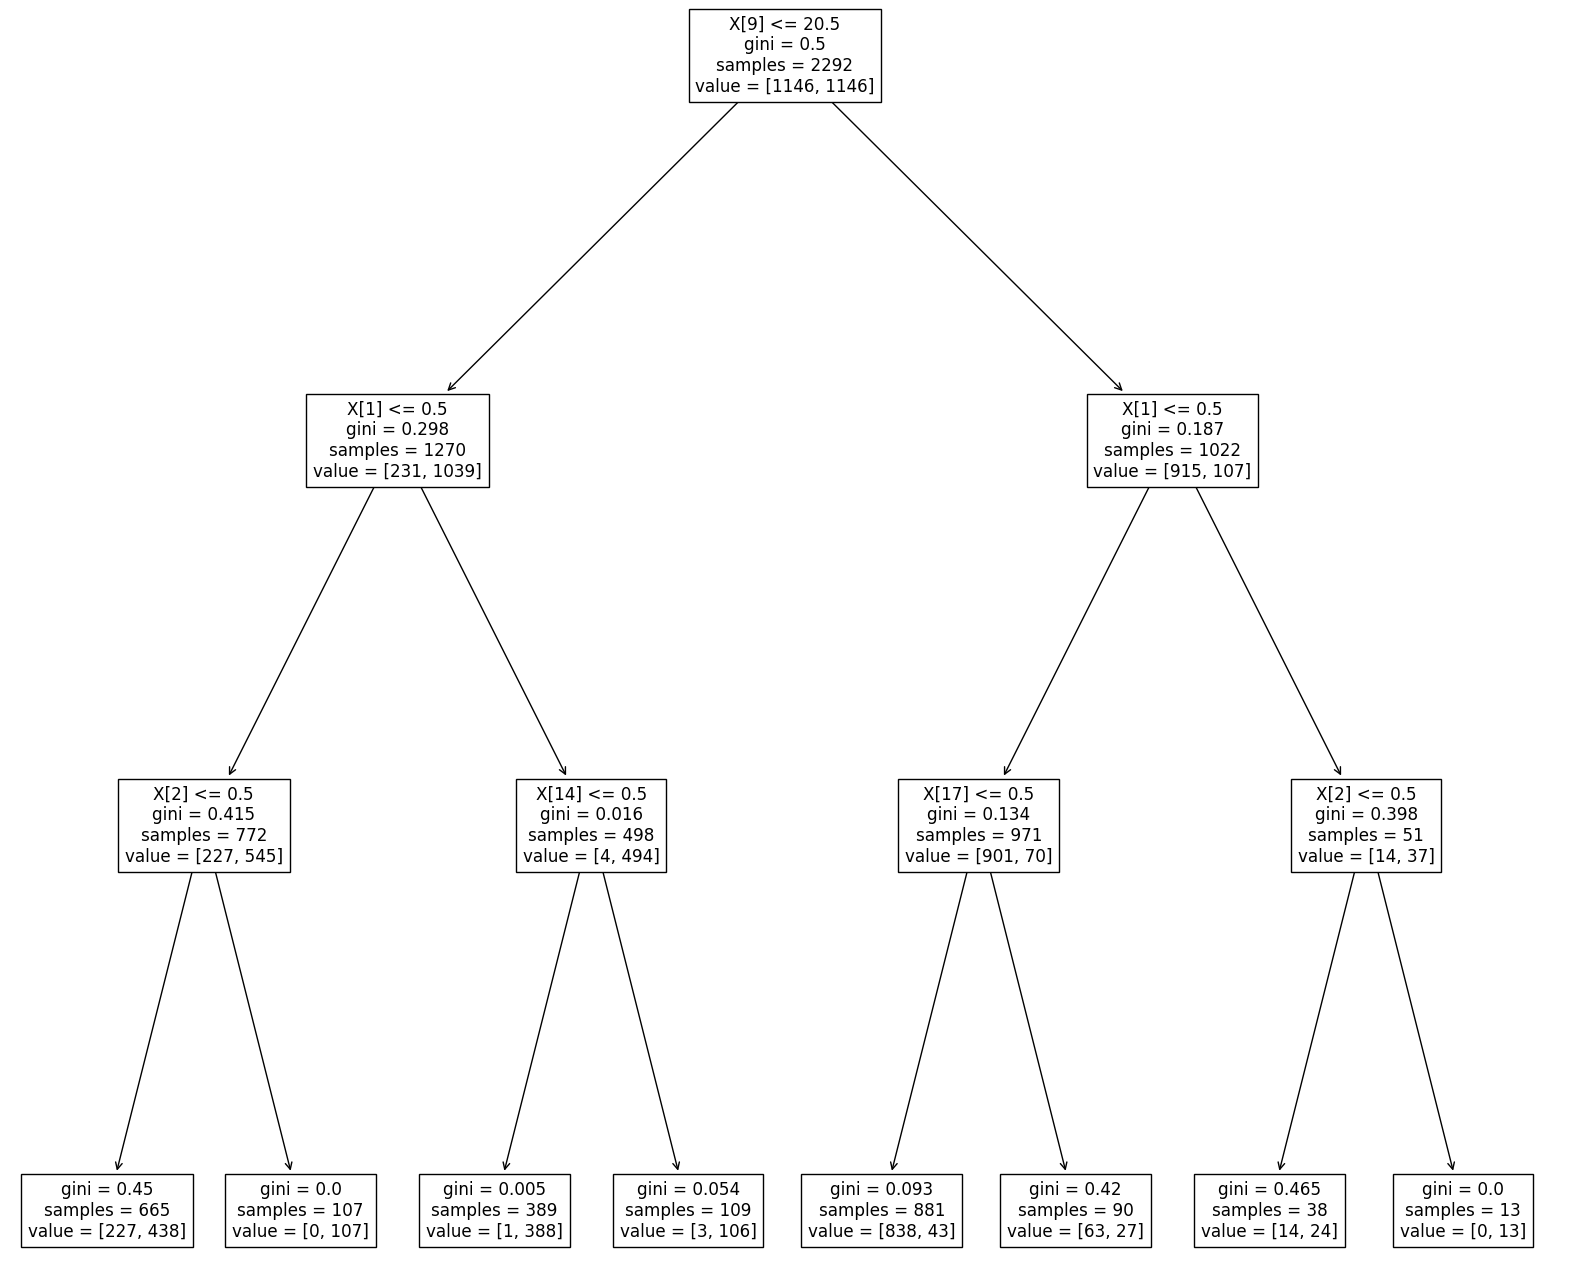 X[9] <= 20.5
gini = 0.5
samples = 2292
value = [1146, 1146]
X[1] <= 0.5
gini = 0.298
samples = 1270
value = [231, 1039]
X[1] <= 0.5
gini = 0.187
samples = 1022
value = [915, 107]
X[2] <= 0.5
gini = 0.415
samples = 772
value = [227, 545]
X[14] <= 0.5
gini = 0.016
samples = 498
value = [4, 494]
X[17] <= 0.5
gini = 0.134
samples = 971
value = [901, 70]
X[2] <= 0.5
gini = 0.398
samples = 51
value = [14, 37]
gini = 0.45
samples = 665
value = [227, 438]
gini = 0.0
samples = 107
value = [0, 107]
gini = 0.005
samples = 389
value = [1, 388]
gini = 0.054
samples = 109
value = [3, 106]
gini = 0.093
samples = 881
value = [838, 43]
gini = 0.42
samples = 90
value = [63, 27]
gini = 0.465
samples = 38
value = [14, 24]
gini = 0.0
samples = 13
value = [0, 13]